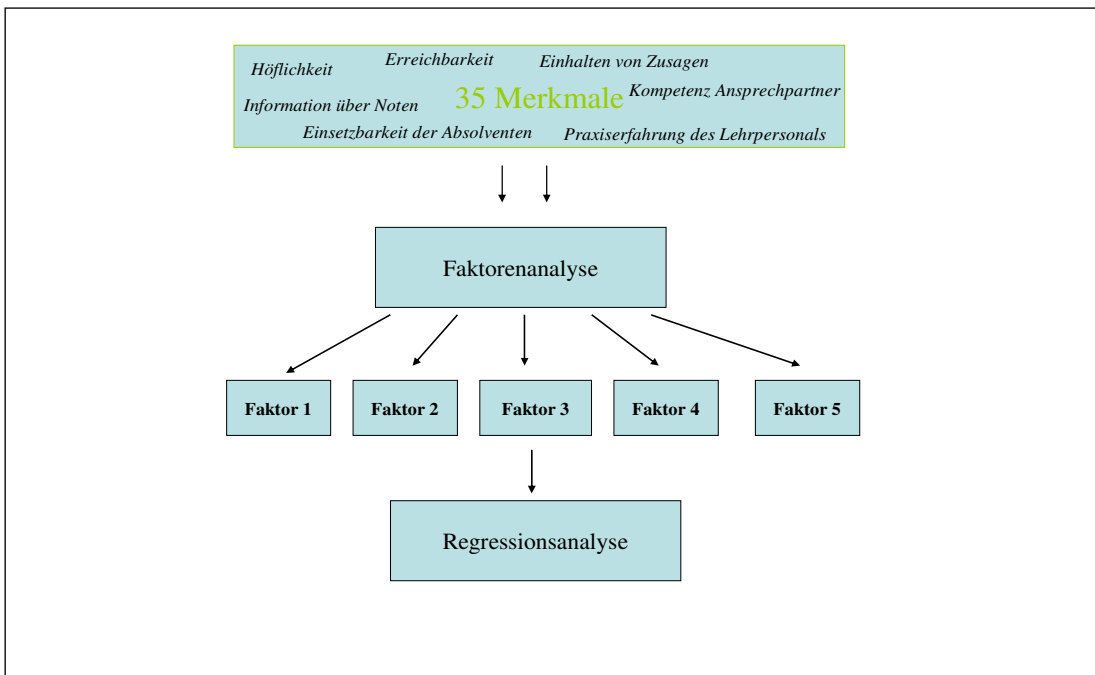 Höflichkeit
Erreichbarkeit
Einhalten von Zusagen
Information über Noten
35 Merkmale
Kompetenz Ansprechpartner
Einsetzbarkeit der Absolventen
Praxiserfahrung des Lehrpersonals
Faktorenanalyse
Faktor 1
Faktor 2
Faktor 3
Faktor 4
Faktor 5
Regressionsanalyse